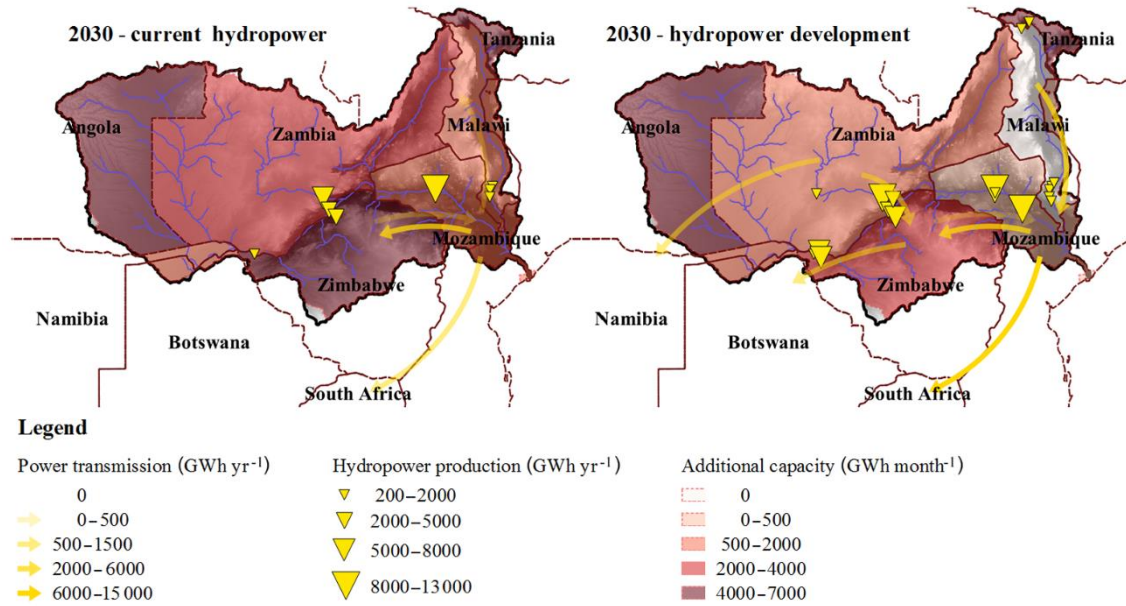 2030 - current hydropower
Tanzania
Angola
Zambia
Malawi
Mozambique
Zimbabwe
Namibia
Botswana
South Africa
2030 - hydropower development
Tanzania
Angola
Zambia
Malawi
Mozambique
Zimbabwe
Namibia
Botswana
South Africa
Legend
Power transmission (GWh yr⁻¹)
0
0–500
500–1500
2000–6000
6000–15 000
Hydropower production (GWh yr⁻¹)
200–2000
2000–5000
5000–8000
8000–13 000
Additional capacity (GWh month⁻¹)
0
0–500
500–2000
2000–4000
4000–7000